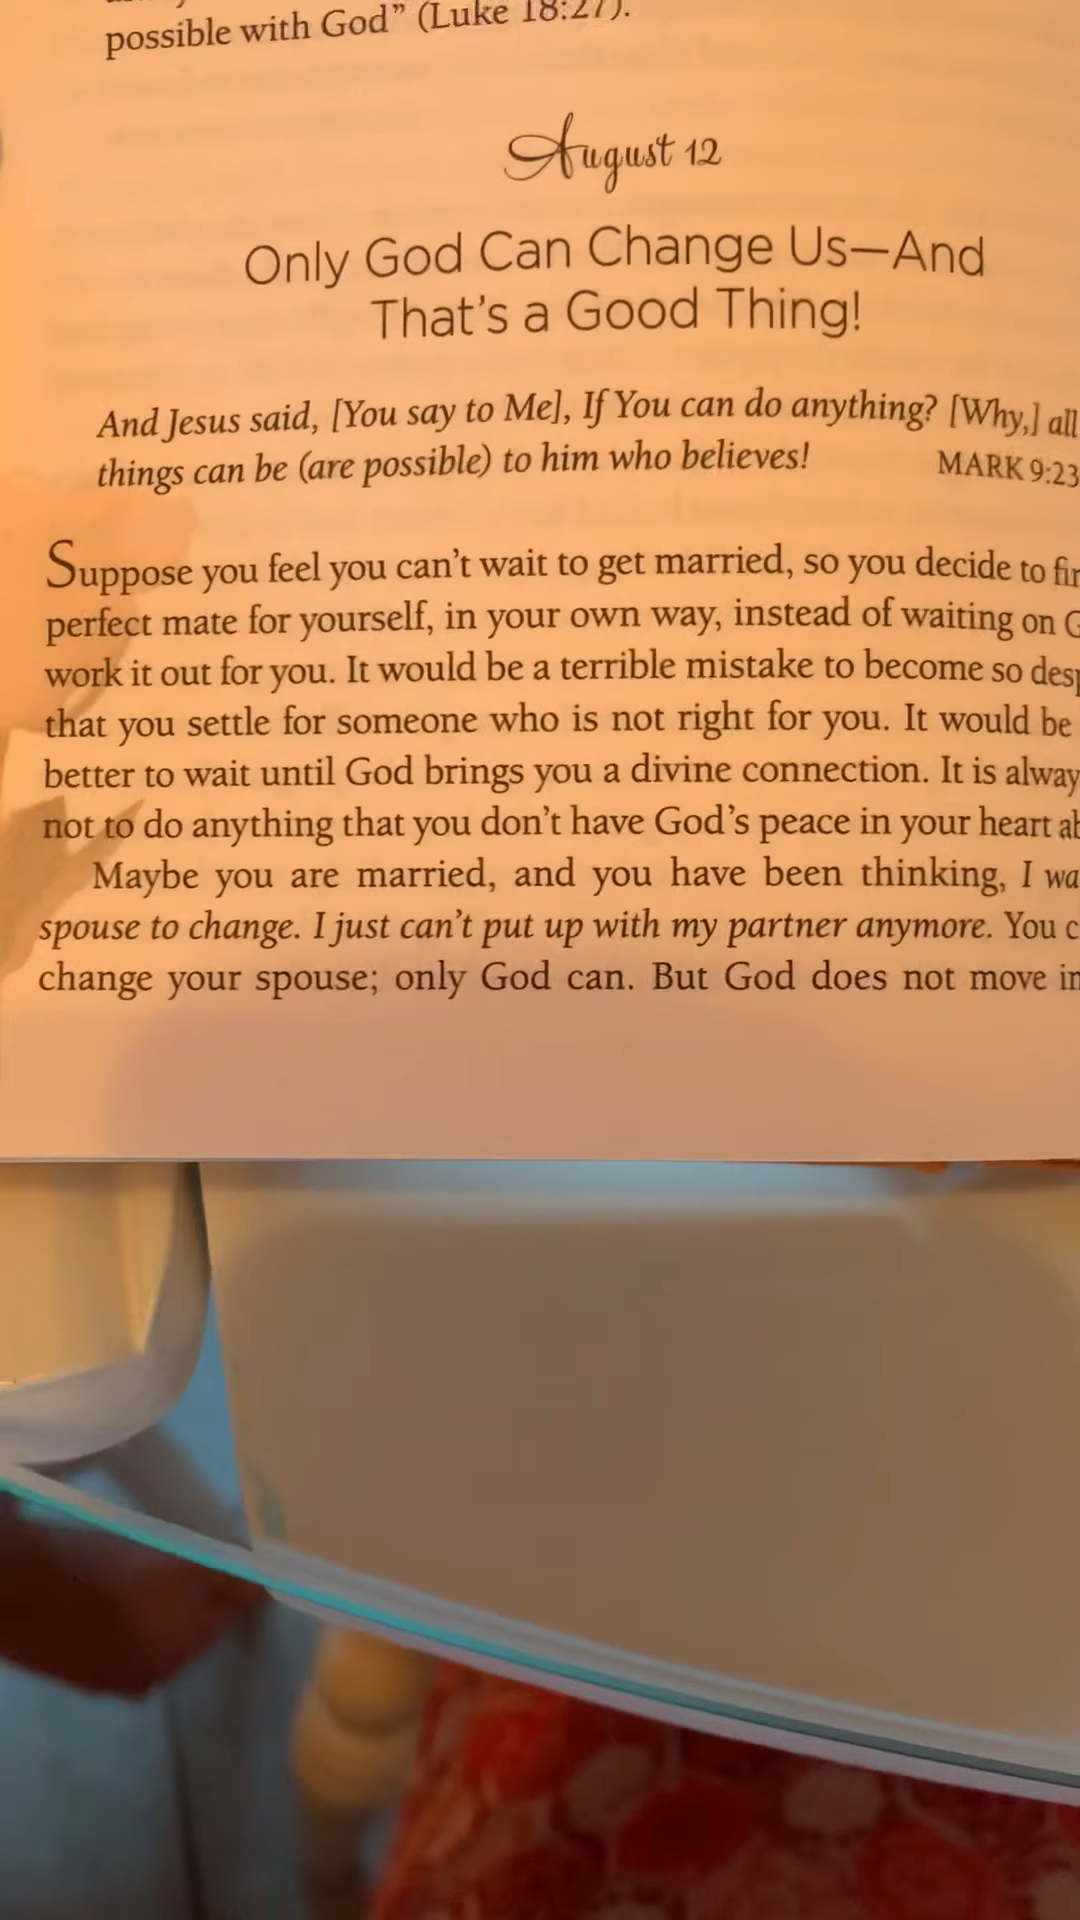 possible with God” (Luke 18:27).
August 12
Only God Can Change Us—And
That’s a Good Thing!
And Jesus said, [You say to Me], If You can do anything? [Why,] all
things can be (are possible) to him who believes!
MARK 9:23
Suppose you feel you can’t wait to get married, so you decide to
perfect mate for yourself, in your own way, instead of waiting on
work it out for you. It would be a terrible mistake to become so
that you settle for someone who is not right for you. It would be
better to wait until God brings you a divine connection. It is
not to do anything that you don’t have God’s peace in your heart
Maybe you are married, and you have been thinking, I
spouse to change. I just can’t put up with my partner anymore. You
change your spouse; only God can. But God does not move